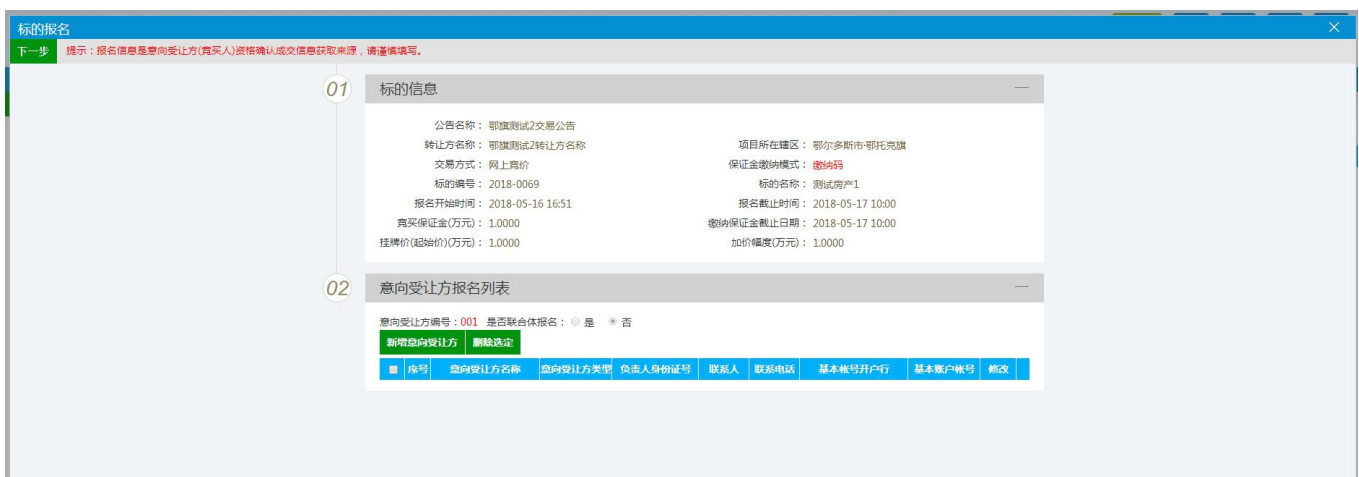 标的报名
下一步 提示：报名信息是意向受让方(竞买人)资格确认成交信息获取来源，请谨慎填写。
01 标的信息
公告名称： 鄂旗测试2交易公告
转让方名称： 鄂旗测试2转让方名称 项目所在辖区： 鄂尔多斯市·鄂托克旗
交易方式： 网上竞价 保证金缴纳模式： 缴纳码
标的编号： 2018-0069 标的名称： 测试房产1
报名开始时间： 2018-05-16 16:51 报名截止时间： 2018-05-17 10:00
竞买保证金(万元)： 1.0000 缴纳保证金截止日期： 2018-05-17 10:00
挂牌价(起始价)(万元)： 1.0000 加价幅度(万元)： 1.0000
02 意向受让方报名列表
意向受让方编号：001 是否联合体报名： 是 否
新增意向受让方 删除选定
序号 意向受让方名称 意向受让方类型 负责人身份证号 联系人 联系电话 基本帐号开户行 基本账户帐号 修改